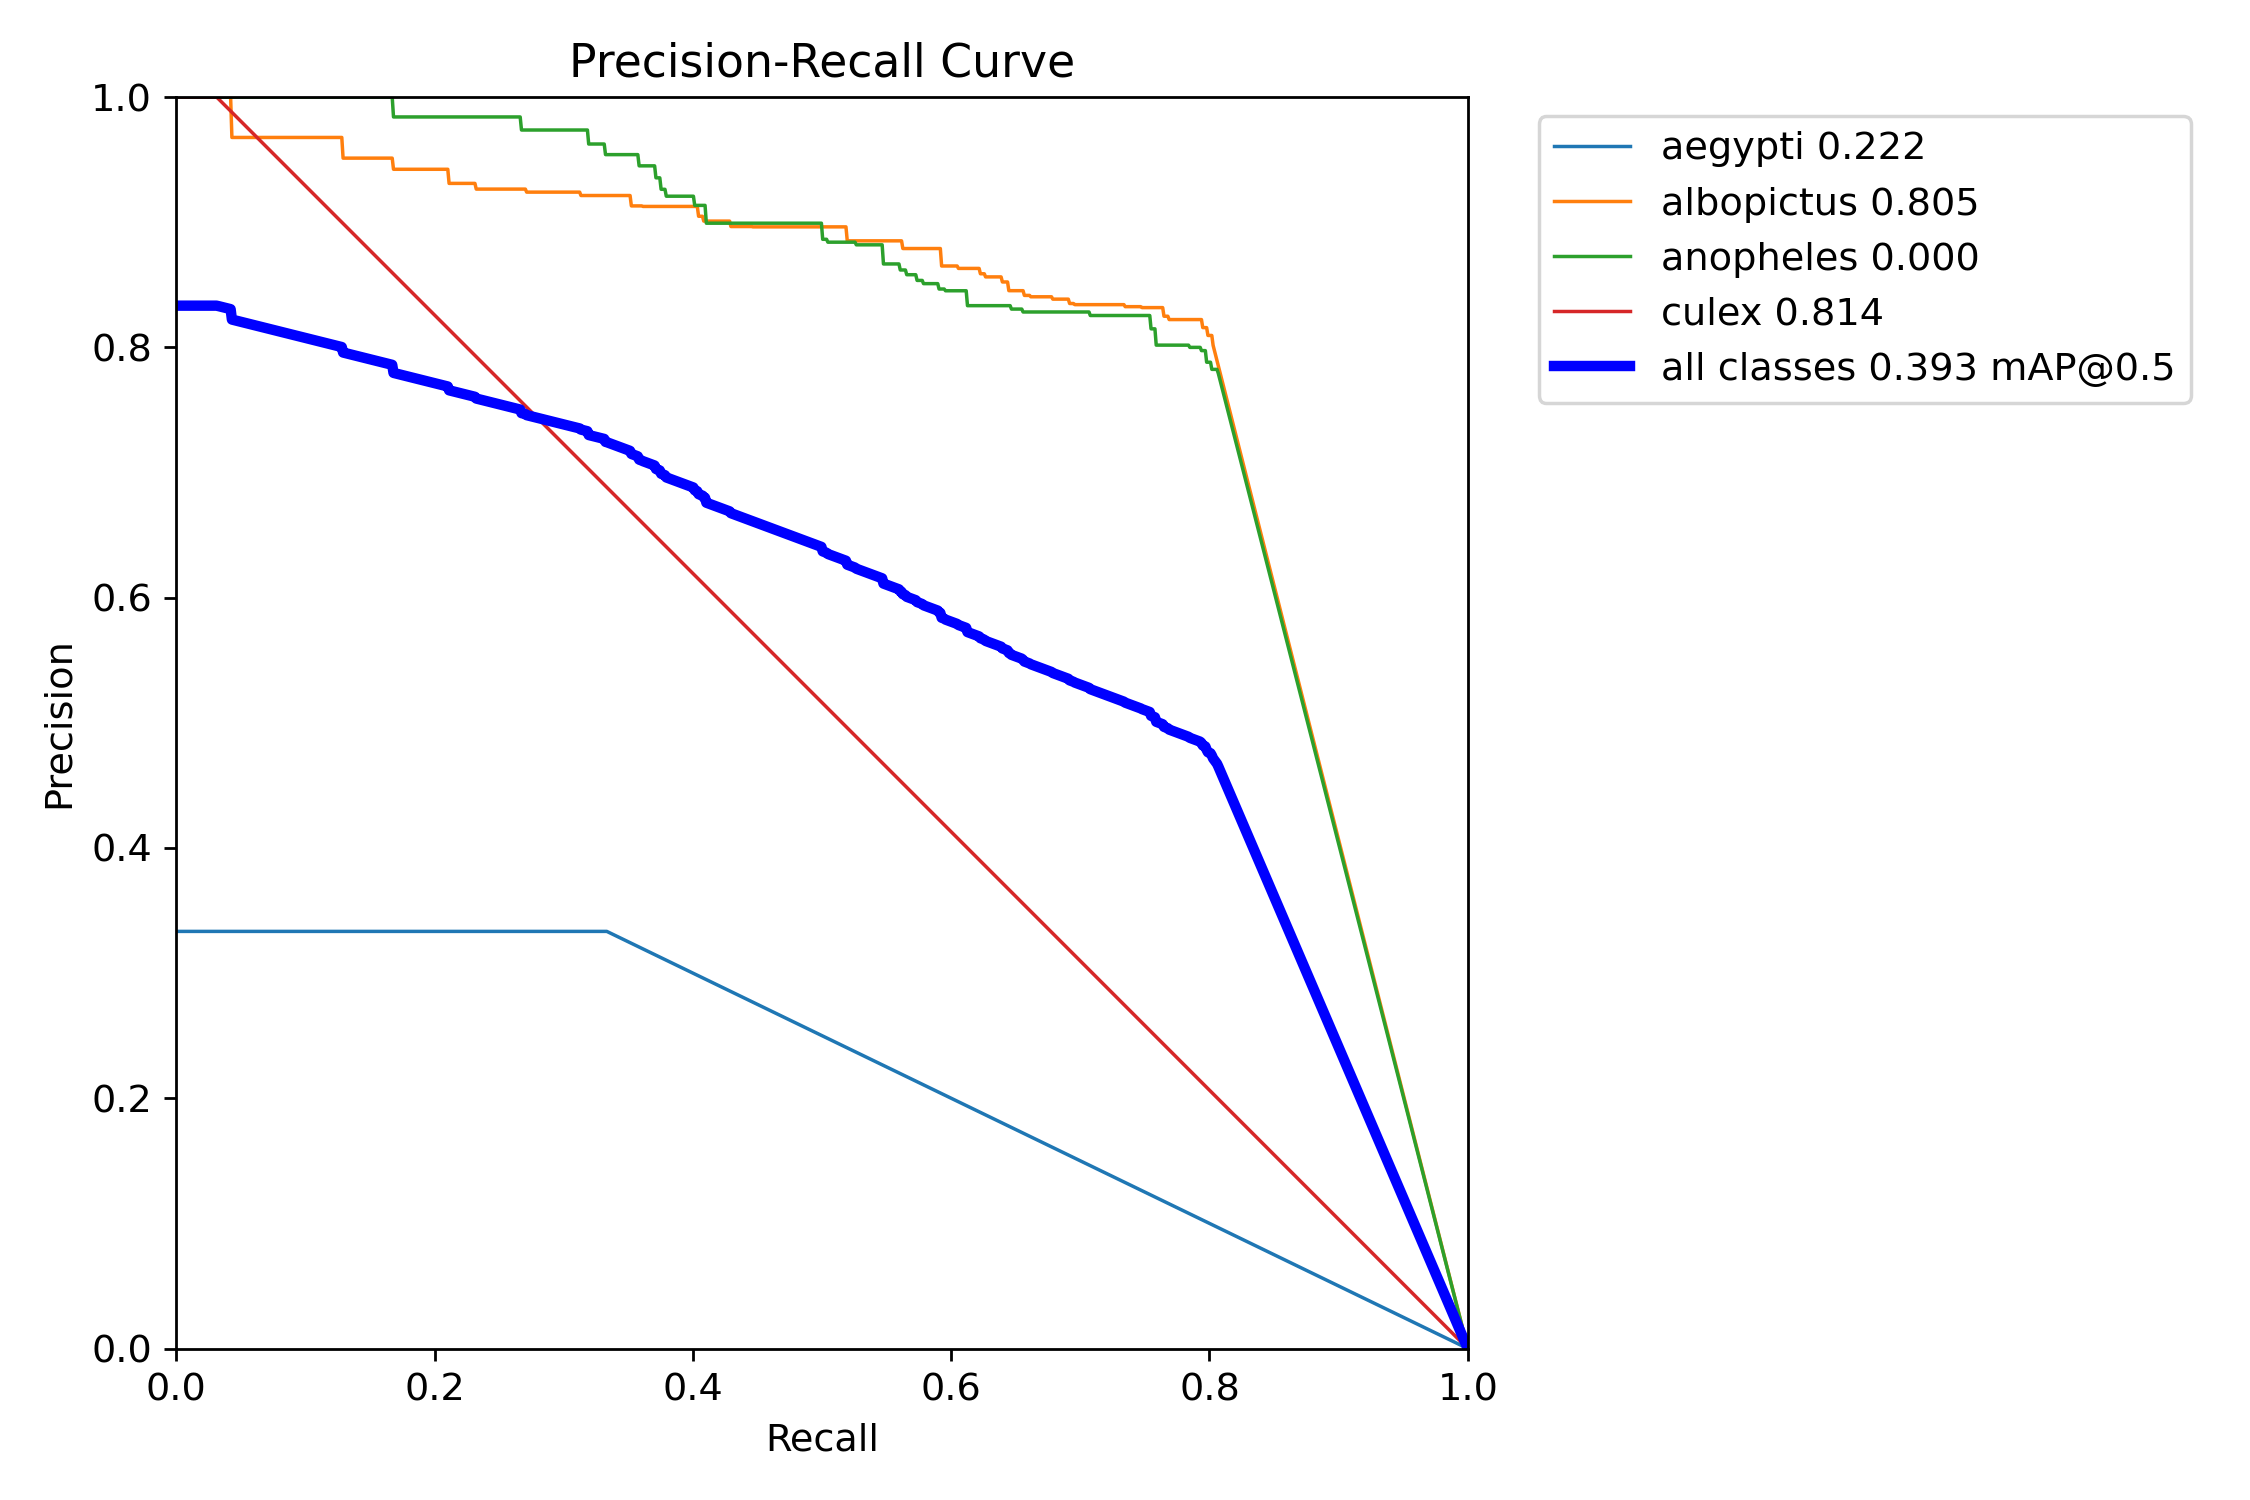 Precision-Recall Curve
1.0
0.8
0.6
0.4
0.2
0.0
Precision
0.0 0.2 0.4 0.6 0.8 1.0
Recall
aegypti 0.222
albopictus 0.805
anopheles 0.000
culex 0.814
all classes 0.393 mAP@0.5